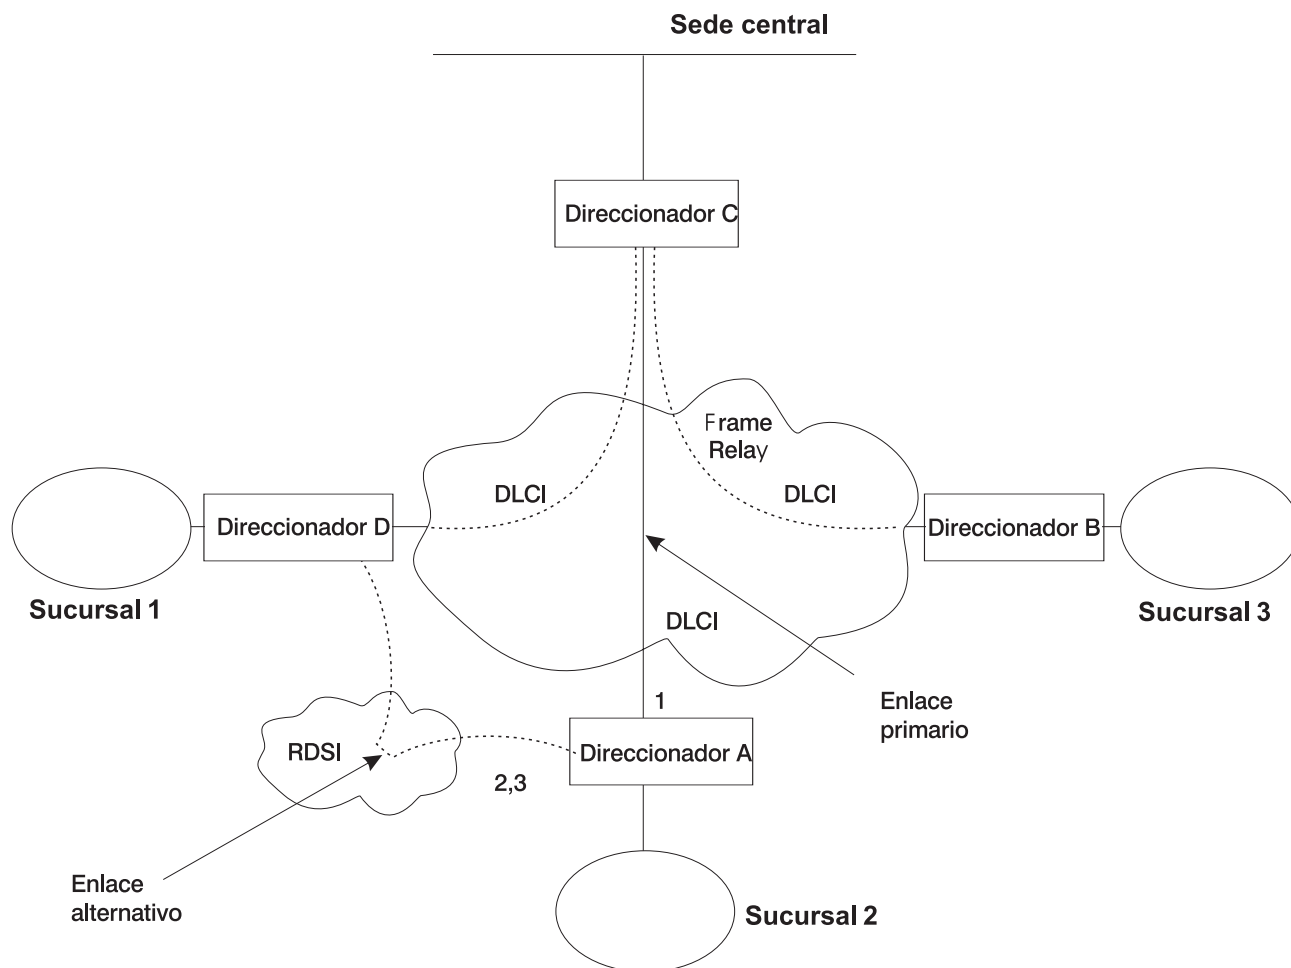 Sede central
Direccionador C
Frame
Relay
DLCI
DLCI
Direccionador D
Direccionador B
Sucursal 1
Sucursal 3
DLCI
1
Enlace
primario
RDSI
Direccionador A
2,3
Enlace
alternativo
Sucursal 2